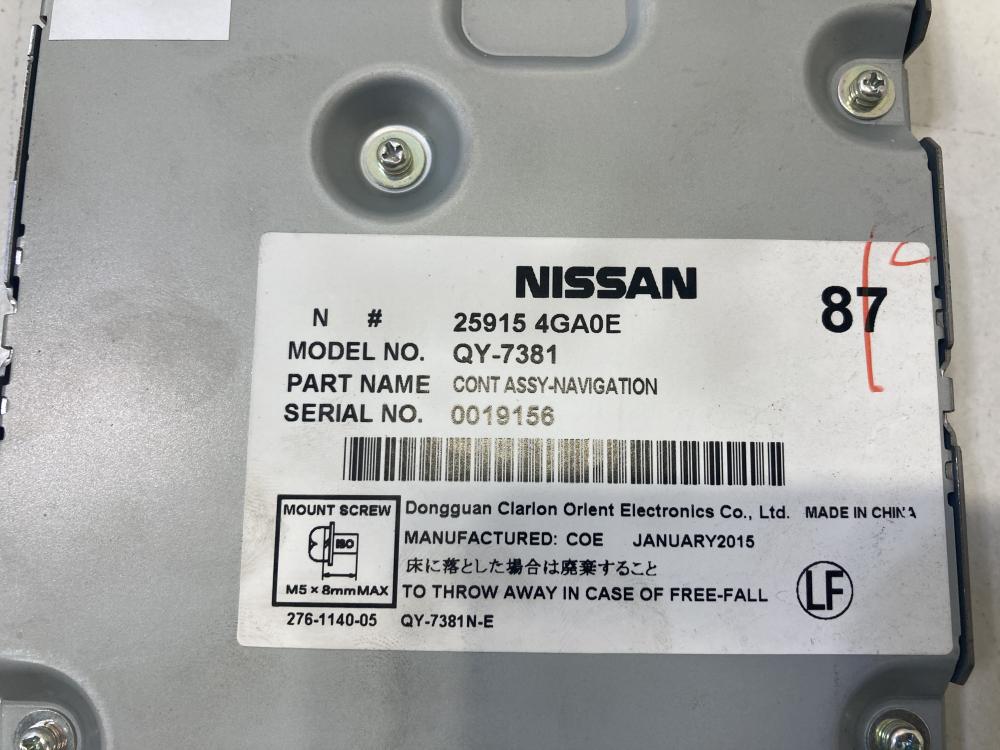 NISSAN
87
N # 25915 4GA0E
MODEL NO. QY-7381
PART NAME CONT ASSY-NAVIGATION
SERIAL NO. 0019156
MOUNT SCREW
ISO
M5 × 8mmMAX
Dongguan Clarion Orient Electronics Co., Ltd. MADE IN CHINA
MANUFACTURED: COE JANUARY2015
床に落とした場合は廃棄すること
TO THROW AWAY IN CASE OF FREE-FALL
LF
276-1140-05 QY-7381N-E